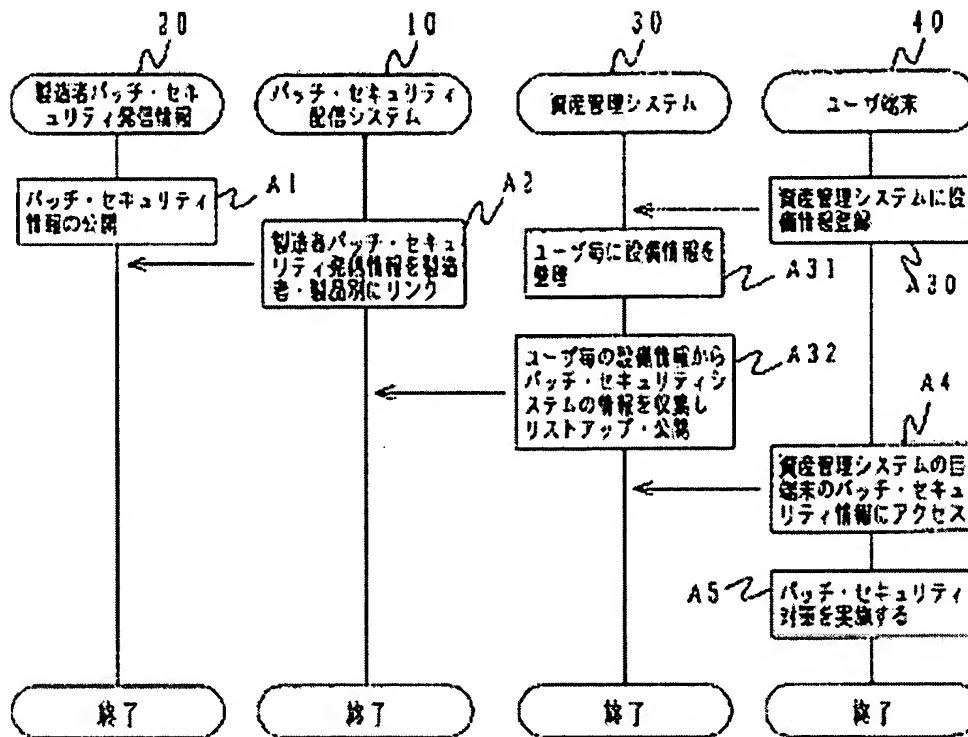 20
10
30
40
製造者パッチ・セキ
ュリティ発信情報
パッチ・セキュリティ
配信システム
資産管理システム
ユーザ端末
パッチ・セキュリティ
情報の公開
A1
A2
製造者パッチ・セキュ
リティ発信情報を製造
者・製品別にリンク
資産管理システムに設
備情報登録
A30
ユーザ毎に設備情報を
整理
A31
ユーザ毎の設備情報から
パッチ・セキュリティシ
ステムの情報を収集し
リストアップ・公開
A32
A4
資産管理システムの自
端末のパッチ・セキュ
リティ情報にアクセス
A5
パッチ・セキュリティ
対策を実施する
終了
終了
終了
終了